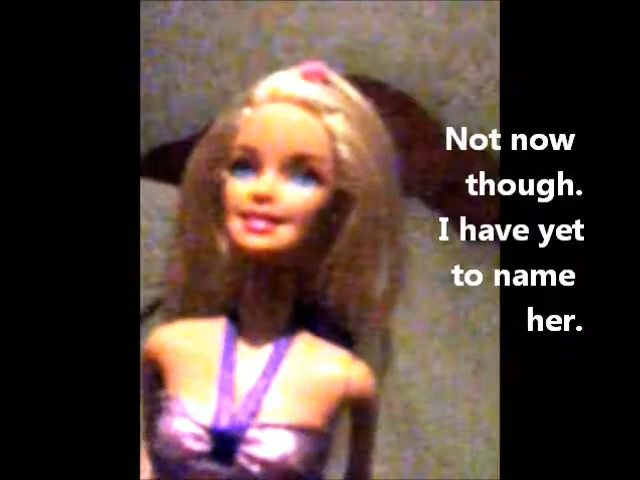 Not now
though.
I have yet
to name
her.